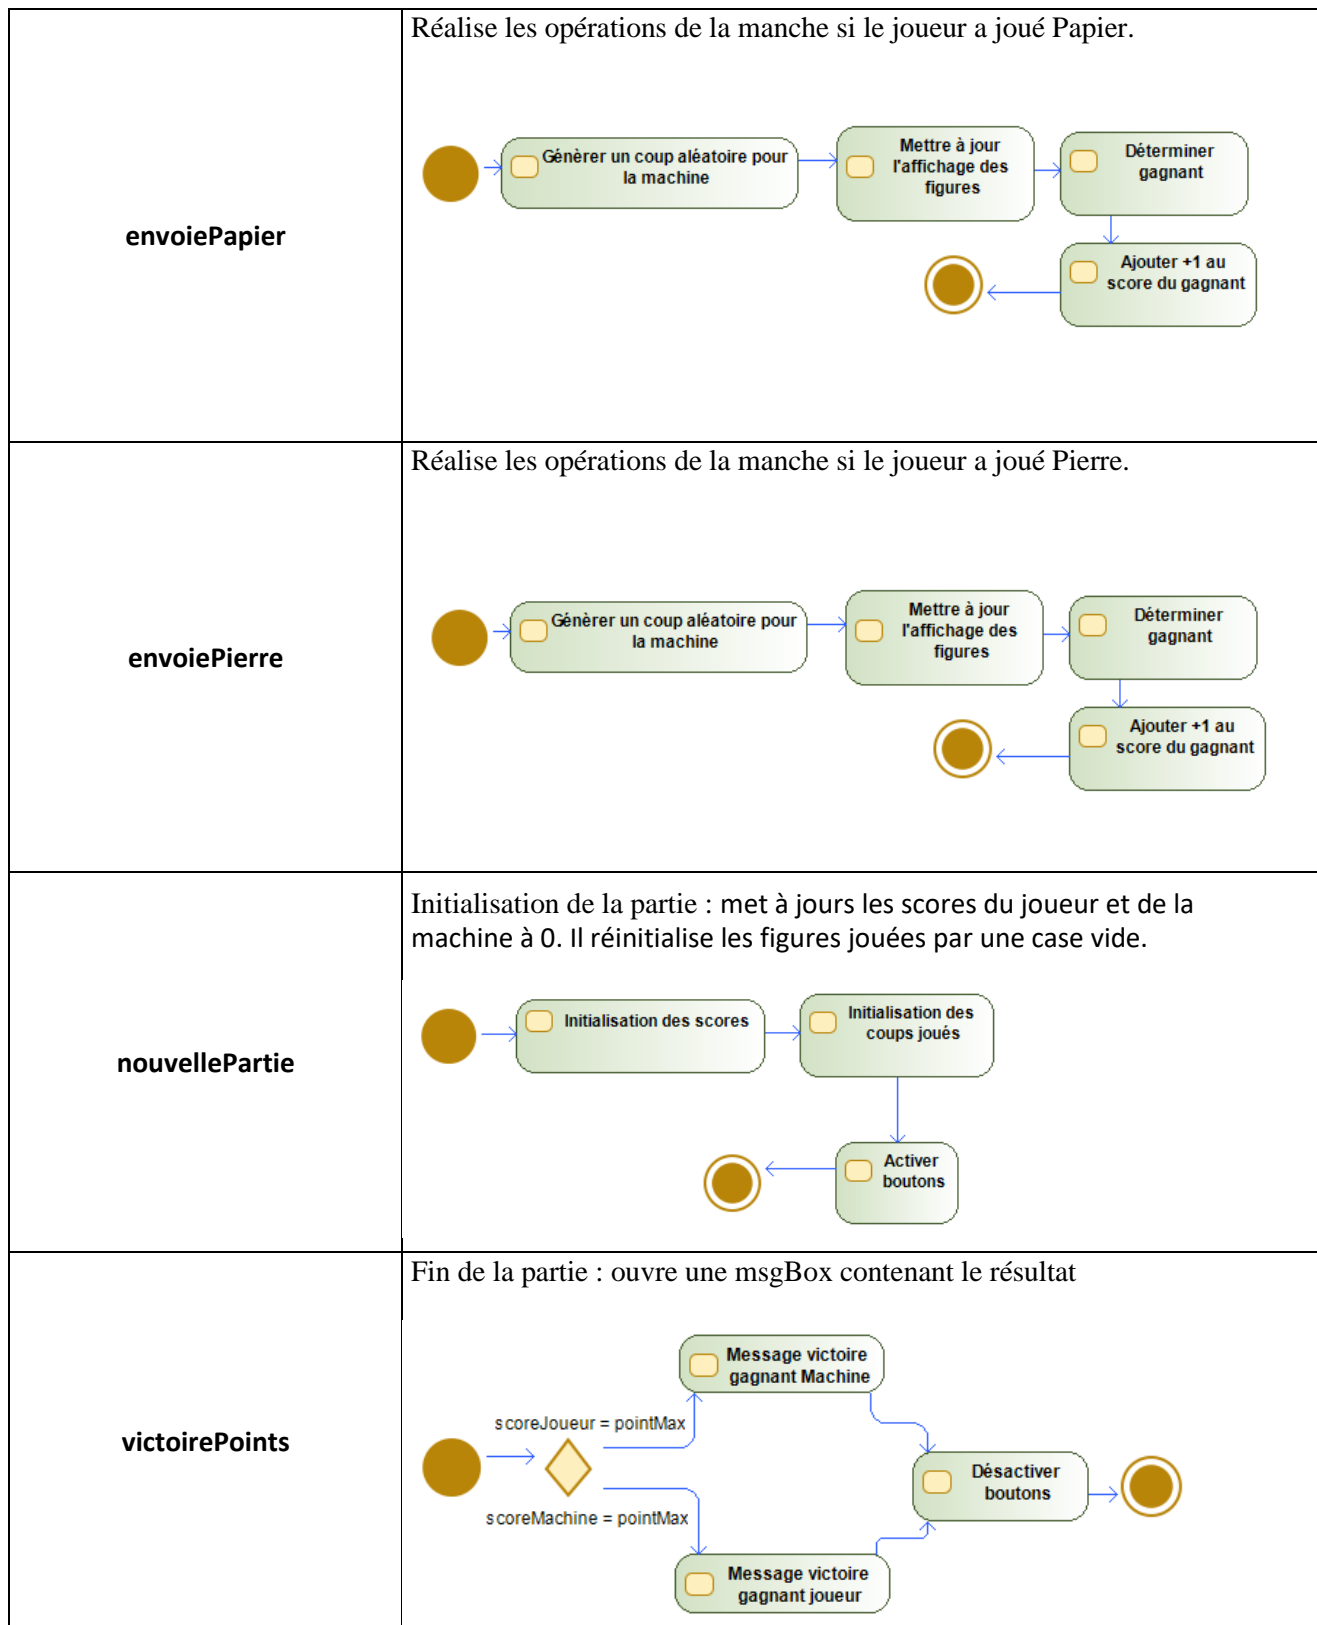 Réalise les opérations de la manche si le joueur a joué Papier.
envoiePapier
Génèrer un coup aléatoire pour
la machine
Mettre à jour
l'affichage des
figures
Déterminer
gagnant
Ajouter +1 au
score du gagnant
Réalise les opérations de la manche si le joueur a joué Pierre.
envoiePierre
Génèrer un coup aléatoire pour
la machine
Mettre à jour
l'affichage des
figures
Déterminer
gagnant
Ajouter +1 au
score du gagnant
Initialisation de la partie : met à jours les scores du joueur et de la
machine à 0. Il réinitialise les figures jouées par une case vide.
nouvellePartie
Initialisation des scores
Initialisation des
coups joués
Activer
boutons
Fin de la partie : ouvre une msgBox contenant le résultat
victoirePoints
Message victoire
gagnant Machine
scoreJoueur = pointMax
scoreMachine = pointMax
Désactiver
boutons
Message victoire
gagnant joueur